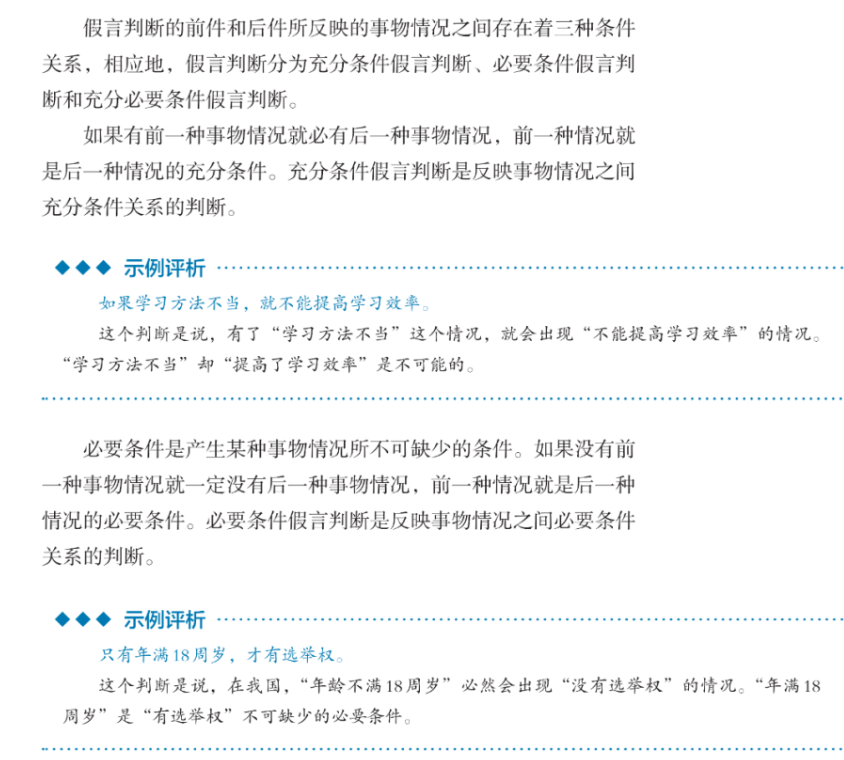 假言判断的前件和后件所反映的事物情况之间存在着三种条件
关系，相应地，假言判断分为充分条件假言判断、必要条件假言判
断和充分必要条件假言判断。
如果有前一种事物情况就必有后一种事物情况，前一种情况就
是后一种情况的充分条件。充分条件假言判断是反映事物情况之间
充分条件关系的判断。
◆◆◆ 示例评析
如果学习方法不当，就不能提高学习效率。
这个判断是说，有了“学习方法不当”这个情况，就会出现“不能提高学习效率”的情况。
“学习方法不当”却“提高了学习效率”是不可能的。
必要条件是产生某种事物情况所不可缺少的条件。如果没有前
一种事物情况就一定没有后一种事物情况，前一种情况就是后一种
情况的必要条件。必要条件假言判断是反映事物情况之间必要条件
关系的判断。
◆◆◆ 示例评析
只有年满18周岁，才有选举权。
这个判断是说，在我国，“年龄不满18周岁”必然会出现“没有选举权”的情况。“年满18
周岁”是“有选举权”不可缺少的必要条件。